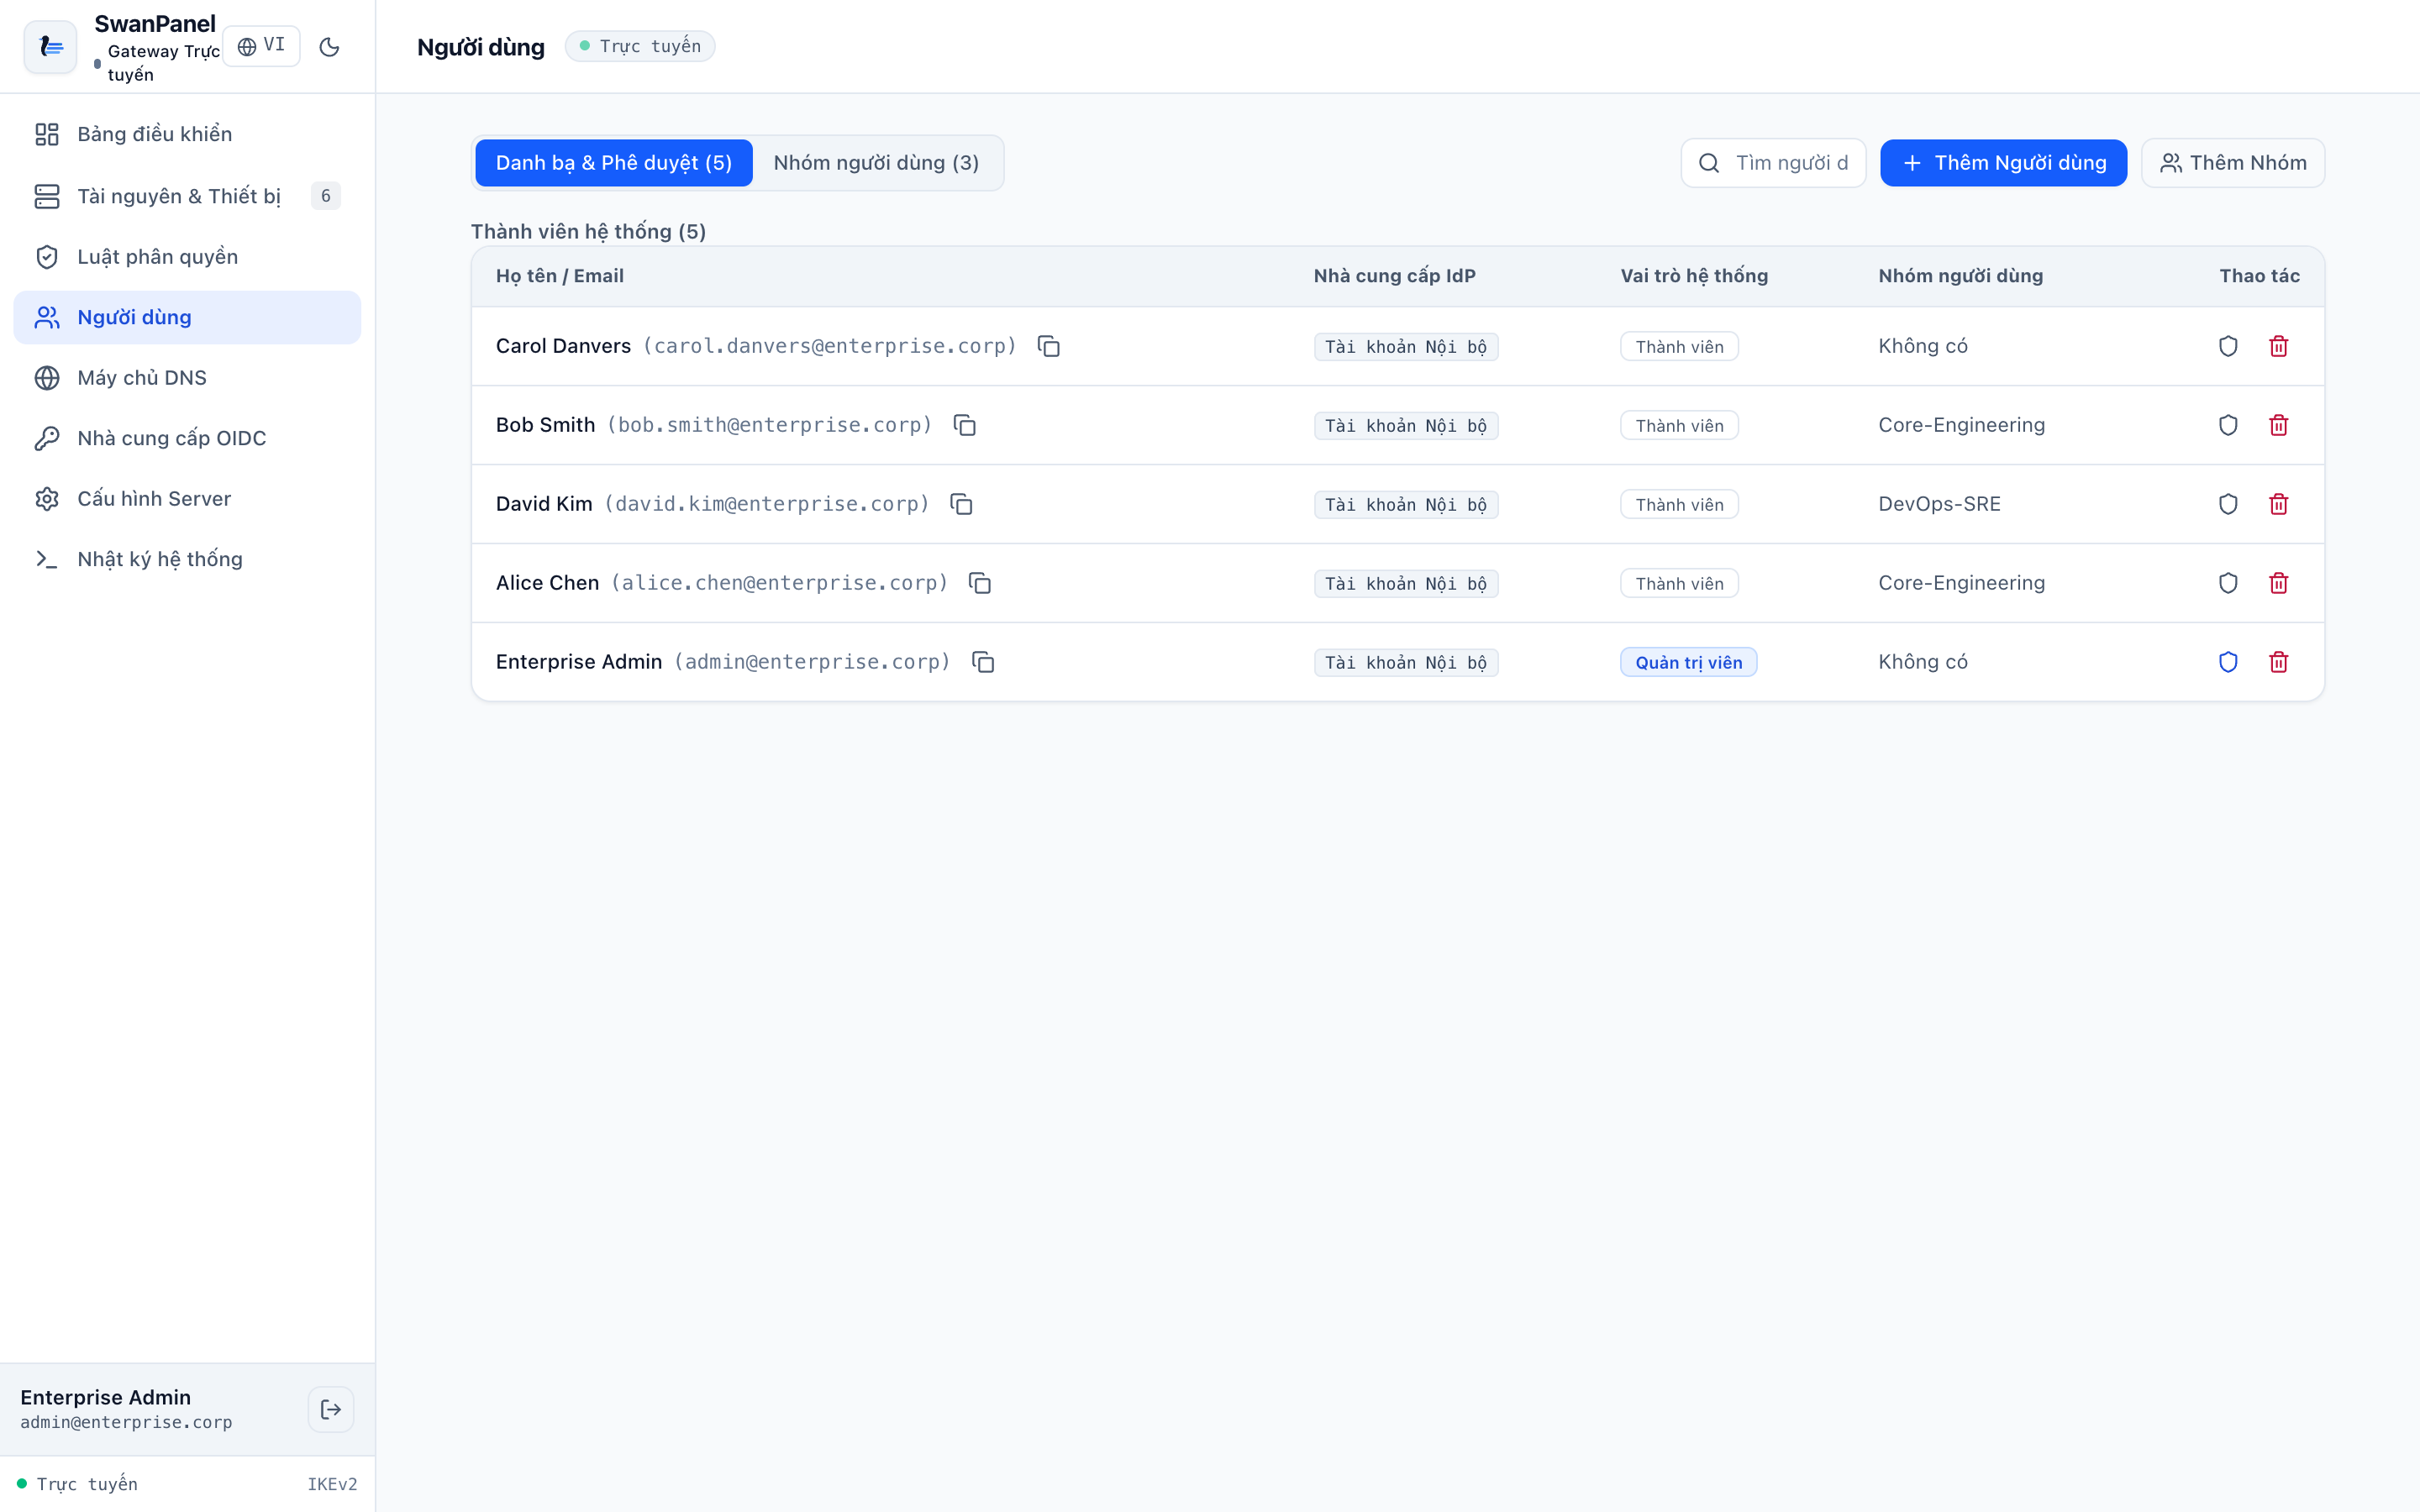 SwanPanel
Gateway Trực
tuyến
VI
Người dùng
Trực tuyến
Bảng điều khiển
Tài nguyên & Thiết bị 6
Luật phân quyền
Người dùng
Máy chủ DNS
Nhà cung cấp OIDC
Cấu hình Server
Nhật ký hệ thống
Danh bạ & Phê duyệt (5) Nhóm người dùng (3)
Tìm người d
Thêm Người dùng
Thêm Nhóm
Thành viên hệ thống (5)
Họ tên / Email Nhà cung cấp IdP Vai trò hệ thống Nhóm người dùng Thao tác
Carol Danvers (carol.danvers@enterprise.corp) Tài khoản Nội bộ Thành viên Không có
Bob Smith (bob.smith@enterprise.corp) Tài khoản Nội bộ Thành viên Core-Engineering
David Kim (david.kim@enterprise.corp) Tài khoản Nội bộ Thành viên DevOps-SRE
Alice Chen (alice.chen@enterprise.corp) Tài khoản Nội bộ Thành viên Core-Engineering
Enterprise Admin (admin@enterprise.corp) Tài khoản Nội bộ Quản trị viên Không có
Enterprise Admin
admin@enterprise.corp
Trực tuyến IKEv2